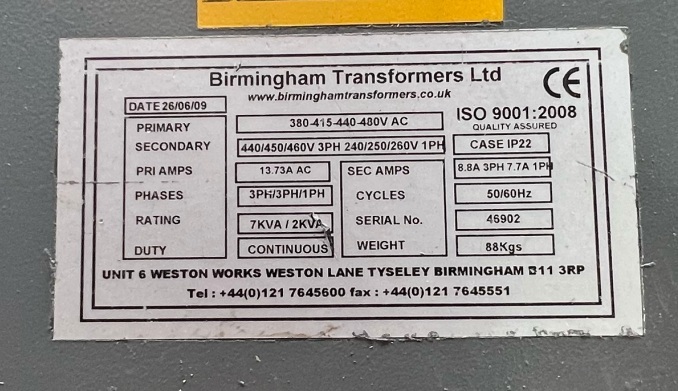 Birmingham Transformers Ltd
CE
www.birminghamtransformers.co.uk
DATE 26/06/09
ISO 9001:2008
QUALITY ASSURED
PRIMARY 380-415-440-480V AC
SECONDARY 440/450/460V 3PH 240/250/260V 1PH CASE IP22
PRI AMPS 13.73A AC SEC AMPS 8.8A 3PH 7.7A 1PH
PHASES 3PH/3PH/1PH CYCLES 50/60Hz
RATING 7KVA / 2KVA SERIAL No. 46902
DUTY CONTINUOUS WEIGHT 88Kgs
UNIT 6 WESTON WORKS WESTON LANE TYSELEY BIRMINGHAM B11 3RP
Tel : +44(0)121 7645600 fax : +44(0)121 7645551